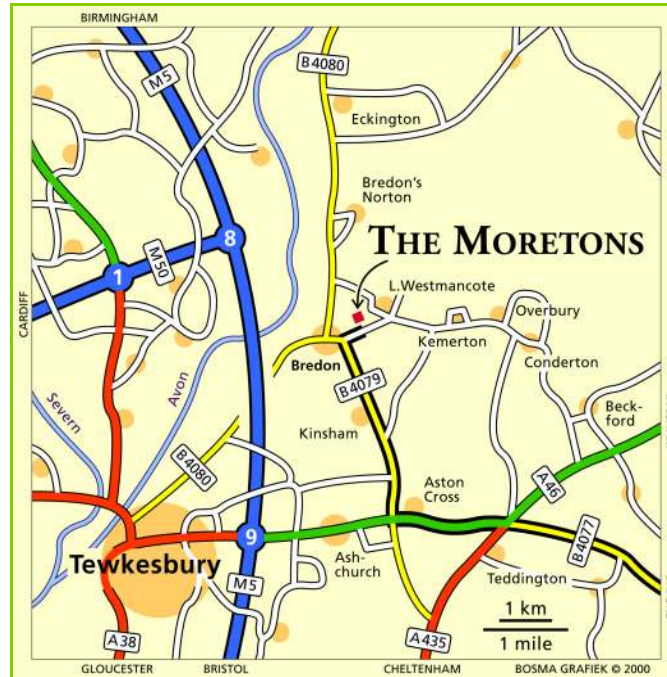 BIRMINGHAM
M5
B4080
Eckington
Bredon's
Norton
THE MORETONS
8
1
M50
L.Westmancote
Overbury
CARDIFF
Kemerton
Conderton
Bredon
B4079
Severn
Avon
Beck-
ford
Kinsham
B4080
Aston
Cross
A46
9
B4077
Tewkesbury
Ash-
church
M5
Teddington
1 km
1 mile
A38
A435
GLOUCESTER
BRISTOL
CHELTENHAM
BOSMA GRAFIEK © 2000